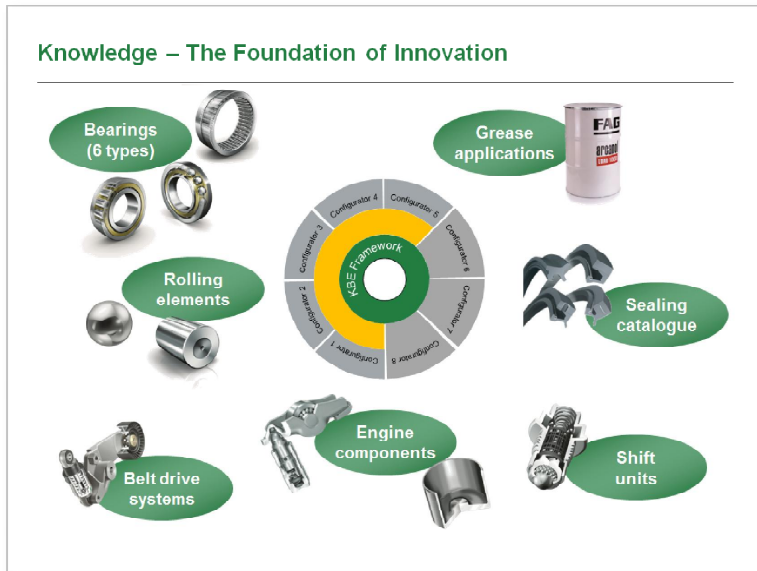 Knowledge – The Foundation of Innovation
Bearings
(6 types)
Grease
applications
FAG
arcanol
Configurator 4
Configurator 5
Configurator 3
Configurator 6
KBE Framework
Configurator 2
Configurator 7
Configurator 1
Configurator 8
Rolling
elements
Sealing
catalogue
Engine
components
Belt drive
systems
Shift
units